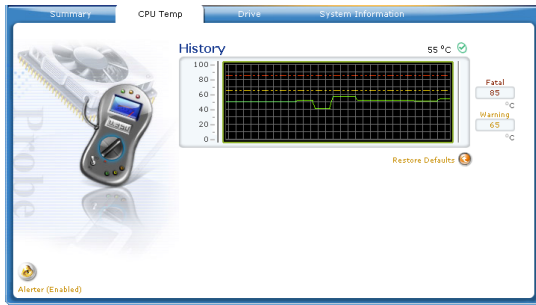 Summary
CPU Temp
Drive
System Information
History
55 °C
100
80
60
40
20
0
Fatal
85
°C
Warning
65
°C
Restore Defaults
Probe
Alerter (Enabled)